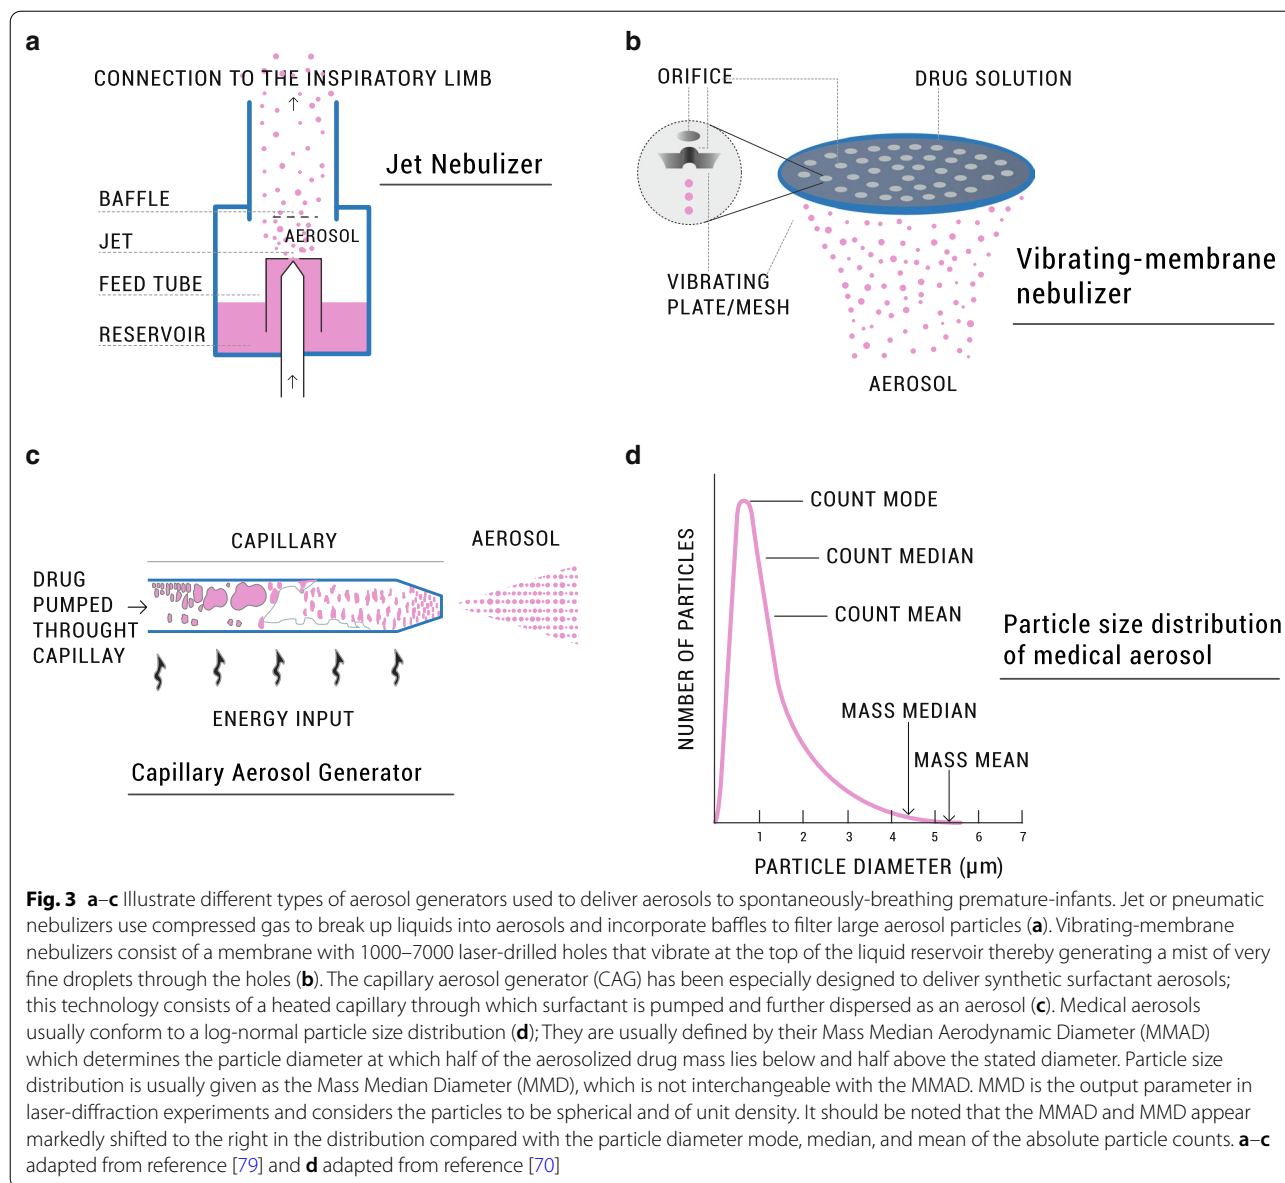 a
CONNECTION TO THE INSPIRATORY LIMB
Jet Nebulizer
BAFFLE
AEROSOL
JET
FEED TUBE
RESERVOIR
b
ORIFICE
DRUG SOLUTION
VIBRATING
PLATE/MESH
Vibrating-membrane
nebulizer
AEROSOL
c
CAPILLARY
AEROSOL
DRUG
PUMPED
THROUGHT
CAPILLAY
ENERGY INPUT
Capillary Aerosol Generator
d
NUMBER OF PARTICLES
COUNT MODE
COUNT MEDIAN
COUNT MEAN
MASS MEDIAN
MASS MEAN
Particle size distribution
of medical aerosol
1 2 3 4 5 6 7
PARTICLE DIAMETER (µm)
Fig. 3 a–c Illustrate different types of aerosol generators used to deliver aerosols to spontaneously-breathing premature-infants. Jet or pneumatic
nebulizers use compressed gas to break up liquids into aerosols and incorporate baffles to filter large aerosol particles (a). Vibrating-membrane
nebulizers consist of a membrane with 1000–7000 laser-drilled holes that vibrate at the top of the liquid reservoir thereby generating a mist of very
fine droplets through the holes (b). The capillary aerosol generator (CAG) has been especially designed to deliver synthetic surfactant aerosols;
this technology consists of a heated capillary through which surfactant is pumped and further dispersed as an aerosol (c). Medical aerosols
usually conform to a log-normal particle size distribution (d); They are usually defined by their Mass Median Aerodynamic Diameter (MMAD)
which determines the particle diameter at which half of the aerosolized drug mass lies below and half above the stated diameter. Particle size
distribution is usually given as the Mass Median Diameter (MMD), which is not interchangeable with the MMAD. MMD is the output parameter in
laser-diffraction experiments and considers the particles to be spherical and of unit density. It should be noted that the MMAD and MMD appear
markedly shifted to the right in the distribution compared with the particle diameter mode, median, and mean of the absolute particle counts. a–c
adapted from reference [79] and d adapted from reference [70]